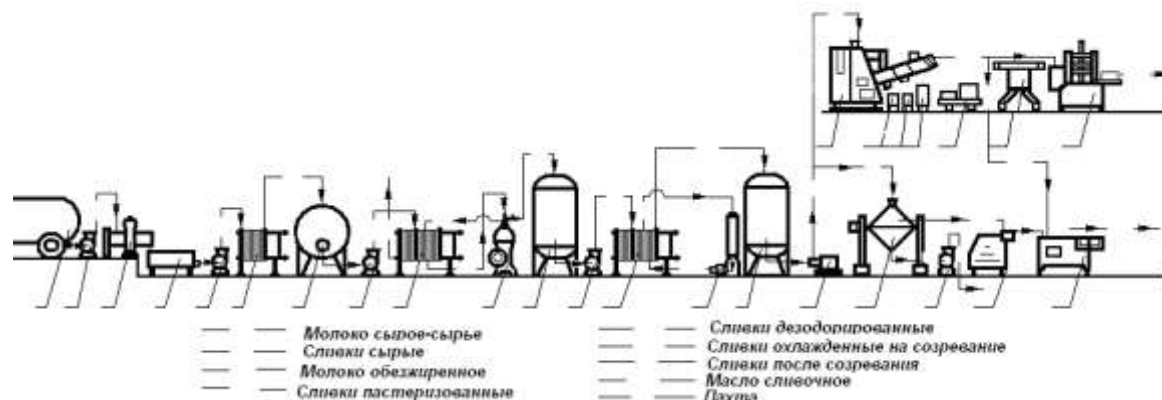 Молоко сырое-сырье
Сливки сырые
Молоко обезжиренное
Сливки пастеризованные
Сливки дезодорированные
Сливки охлажденные на созревание
Сливки после созревания
Масло сливочное
Пахта